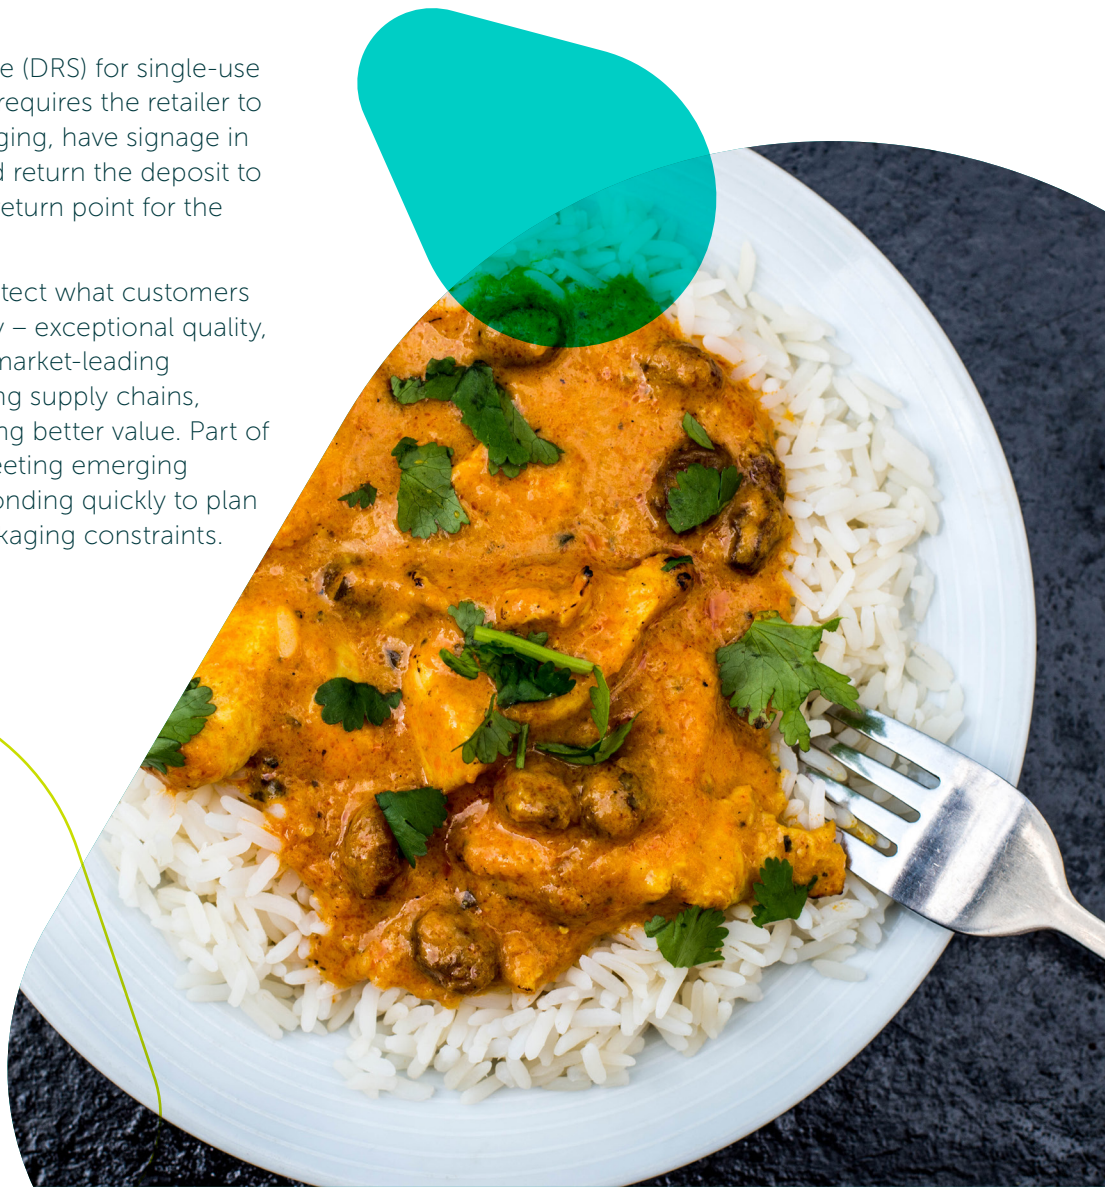 e (DRS) for single-use
requires the retailer to
ging, have signage in
d return the deposit to
eturn point for the
tect what customers
y – exceptional quality,
market-leading
ng supply chains,
ng better value. Part of
eeting emerging
onding quickly to plan
kaging constraints.